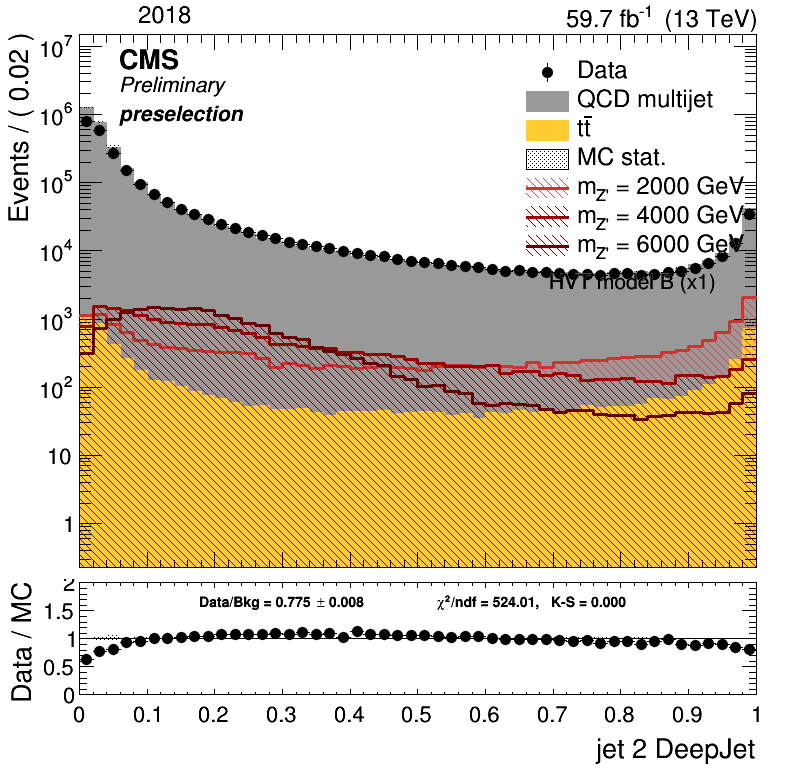 2018
59.7 fb⁻¹ (13 TeV)
Events / ( 0.02 )
10⁷
10⁶
10⁵
10⁴
10³
10²
10
1
CMS
Preliminary
preselection
Data
QCD multijet
tt̄
MC stat.
m_Z' = 2000 GeV
m_Z' = 4000 GeV
m_Z' = 6000 GeV
HVT model B (x1)
Data / MC
2
1.5
1
0.5
0
Data/Bkg = 0.775 ± 0.008
χ²/ndf = 524.01, K-S = 0.000
0 0.1 0.2 0.3 0.4 0.5 0.6 0.7 0.8 0.9 1
jet 2 DeepJet